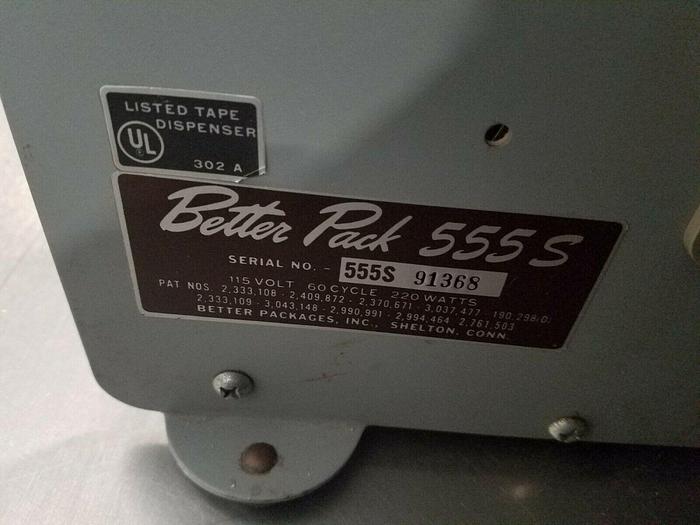 LISTED TAPE
DISPENSER
UL
302 A
Better Pack 555S
SERIAL NO. - 555S 91368
115 VOLT 60 CYCLE 220 WATTS
PAT NOS. 2,333,108 - 2,409,872 - 2,370,671 - 3,037,477
2,333,109 - 3,043,148 - 2,990,991 - 2,994,464 2,761,503
BETTER PACKAGES, INC., SHELTON, CONN.